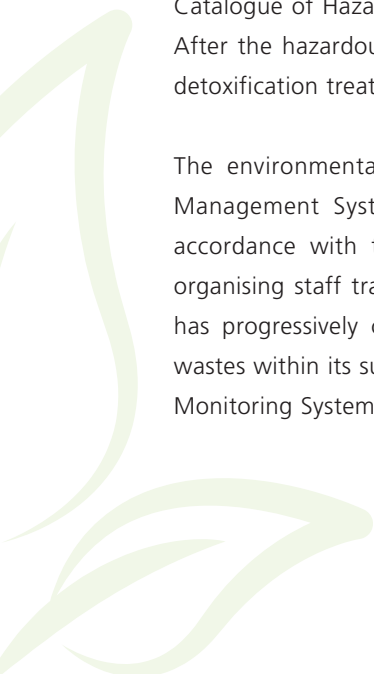 Catalogue of Haza
After the hazardou
detoxification treat
The environmenta
Management Syst
accordance with t
organising staff tra
has progressively c
wastes within its su
Monitoring System